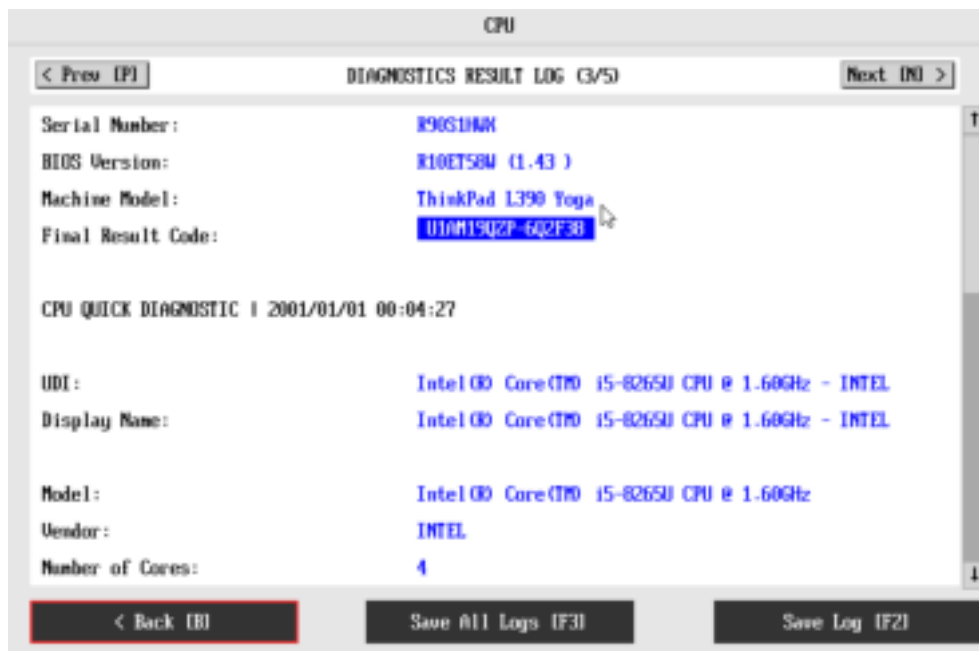 CPU
< Prev [P] DIAGNOSTICS RESULT LOG (3/5) Next [N] >
Serial Number: R90S1HWX
BIOS Version: R10ET58W (1.43 )
Machine Model: ThinkPad L390 Yoga
Final Result Code: U1AM19QZP-6Q2F38
CPU QUICK DIAGNOSTIC | 2001/01/01 00:04:27
UDI: Intel(R) Core(TM) i5-8265U CPU @ 1.60GHz - INTEL
Display Name: Intel(R) Core(TM) i5-8265U CPU @ 1.60GHz - INTEL
Model: Intel(R) Core(TM) i5-8265U CPU @ 1.60GHz
Vendor: INTEL
Number of Cores: 4
< Back [B] Save All Logs [F3] Save Log [F2]